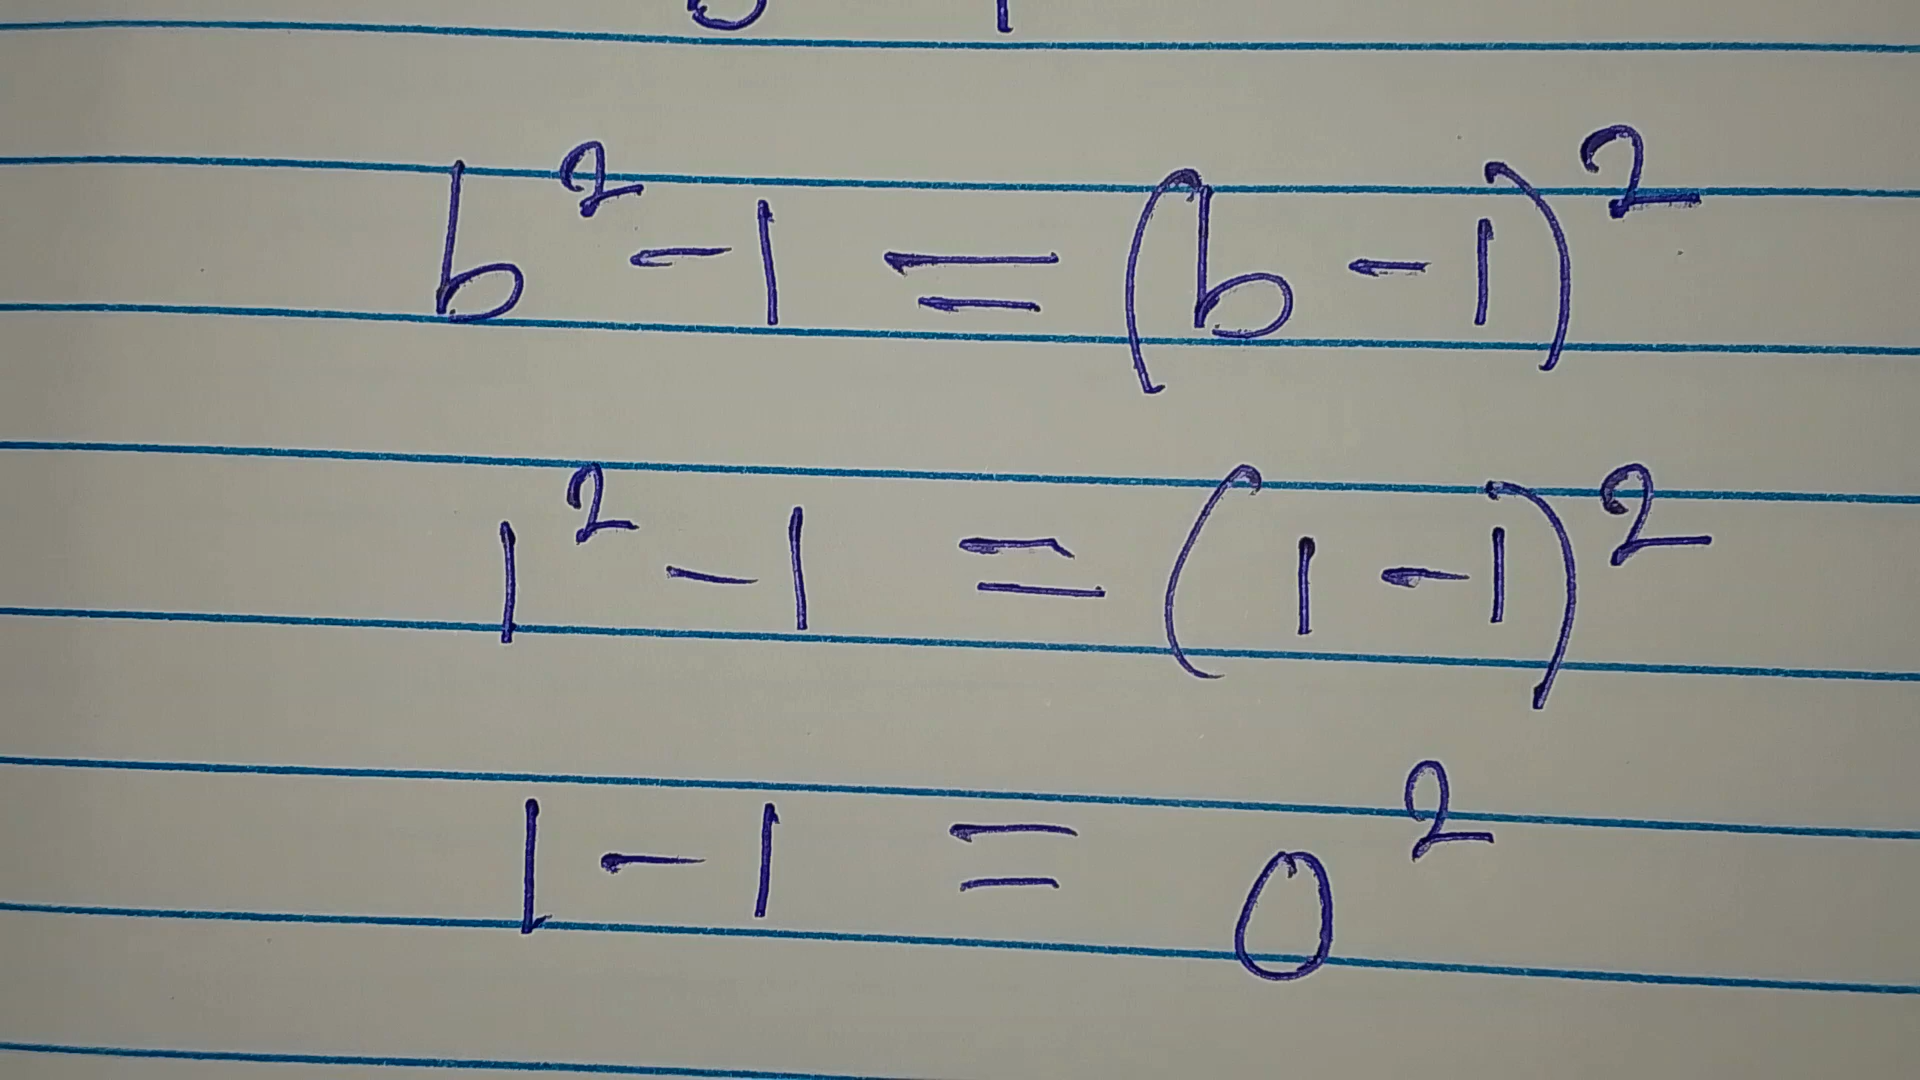 b² - 1 = (b - 1)²
1² - 1 = (1 - 1)²
1 - 1 = 0²